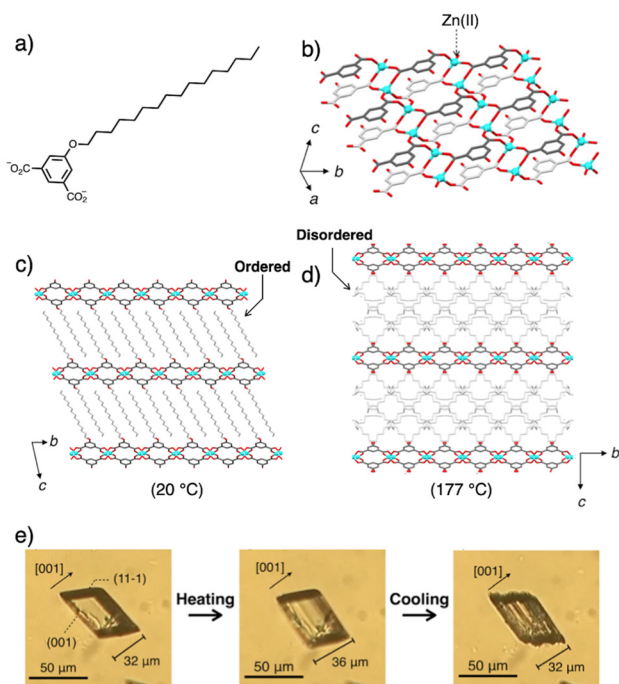 a)
O
⁻O₂C
CO₂⁻
b)
Zn(II)
c
b
a
c)
Ordered
b
c
(20 °C)
Disordered
d)
b
c
(177 °C)
e)
[001]
(11-1)
(001)
50 μm
32 μm
Heating
[001]
50 μm
36 μm
Cooling
[001]
50 μm
32 μm